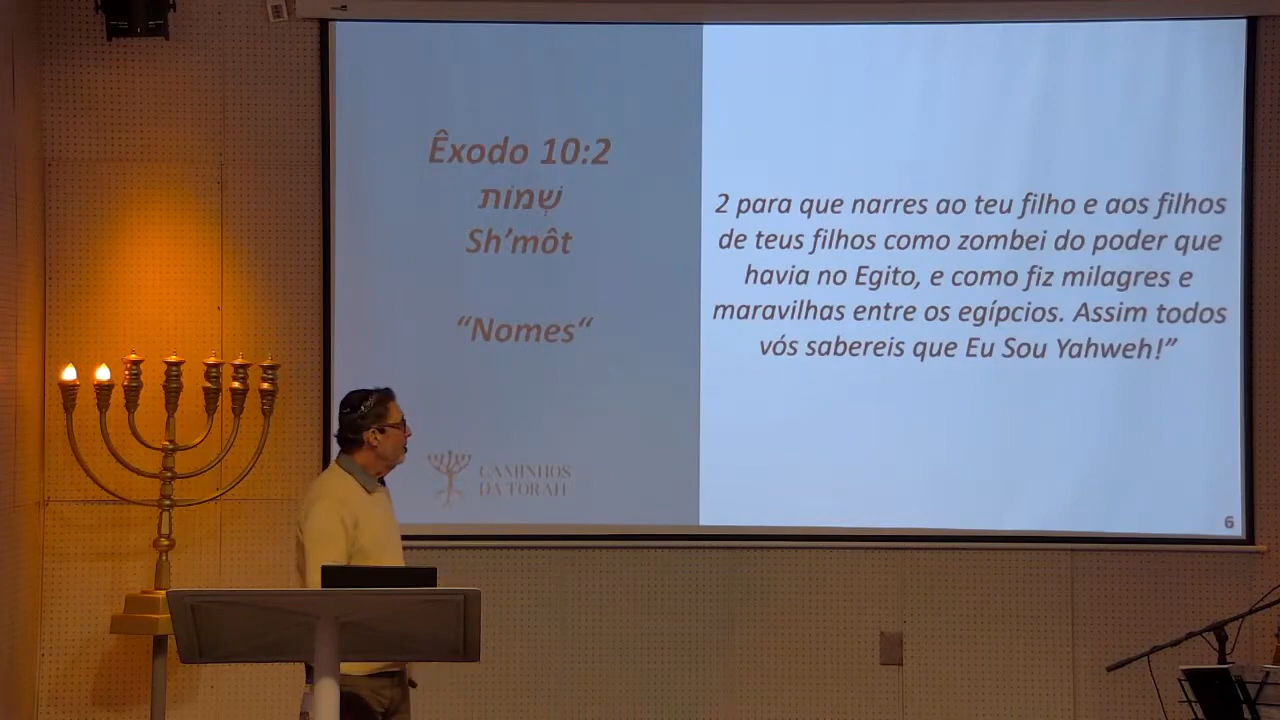 Êxodo 10:2
שְׁמוֹת
Sh’môt
“Nomes“
CAMINHOS
DA TORAH
2 para que narres ao teu filho e aos filhos
de teus filhos como zombei do poder que
havia no Egito, e como fiz milagres e
maravilhas entre os egípcios. Assim todos
vós sabereis que Eu Sou Yahweh!”
6